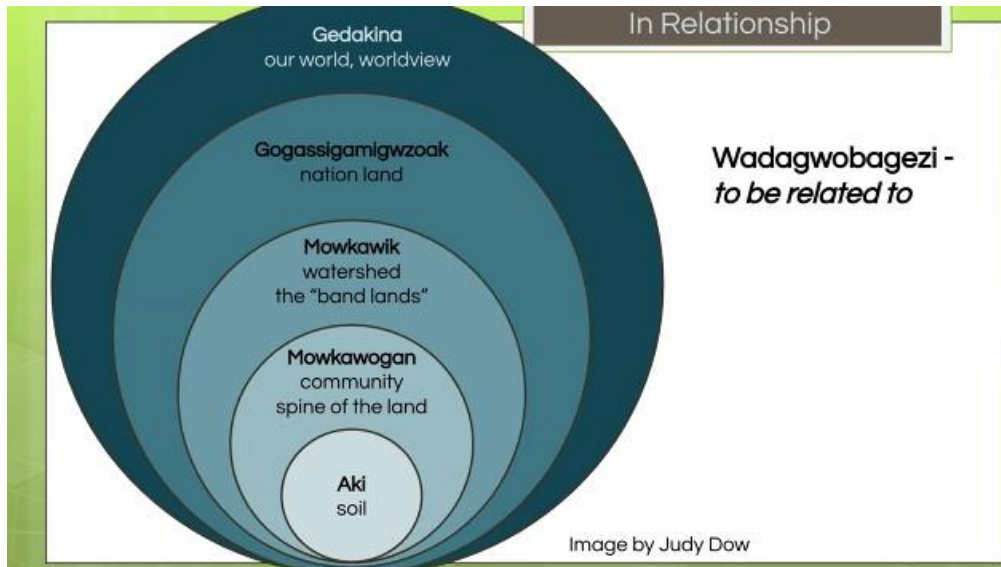 In Relationship
Gedakina
our world, worldview
Gogassigamigwzoak
nation land
Mowkawik
watershed
the “band lands”
Mowkawogan
community
spine of the land
Aki
soil
Wadagwobagezi -
to be related to
Image by Judy Dow